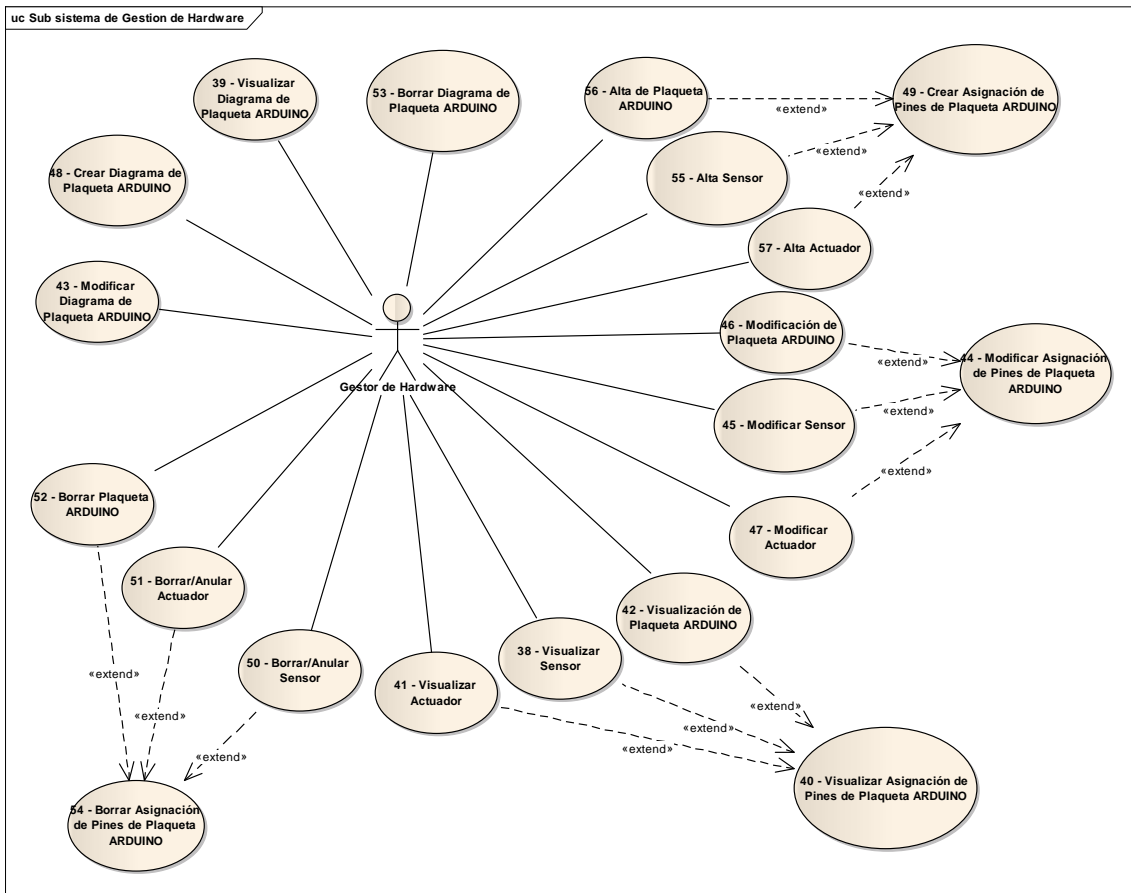 uc Sub sistema de Gestion de Hardware
39 - Visualizar
Diagrama de
Plaqueta ARDUINO
53 - Borrar Diagrama de
Plaqueta ARDUINO
56 - Alta de Plaqueta
ARDUINO
49 - Crear Asignación de
Pines de Plaqueta ARDUINO
«extend»
«extend»
«extend»
48 - Crear Diagrama de
Plaqueta ARDUINO
55 - Alta Sensor
57 - Alta Actuador
43 - Modificar
Diagrama de
Plaqueta ARDUINO
46 - Modificación de
Plaqueta ARDUINO
«extend»
44 - Modificar Asignación
de Pines de Plaqueta
ARDUINO
Gestor de Hardware
«extend»
45 - Modificar Sensor
«extend»
52 - Borrar Plaqueta
ARDUINO
47 - Modificar
Actuador
51 - Borrar/Anular
Actuador
42 - Visualización de
Plaqueta ARDUINO
38 - Visualizar
Sensor
50 - Borrar/Anular
Sensor
41 - Visualizar
Actuador
«extend»
«extend»
«extend»
«extend»
«extend»
«extend»
40 - Visualizar Asignación de
Pines de Plaqueta ARDUINO
54 - Borrar Asignación
de Pines de Plaqueta
ARDUINO